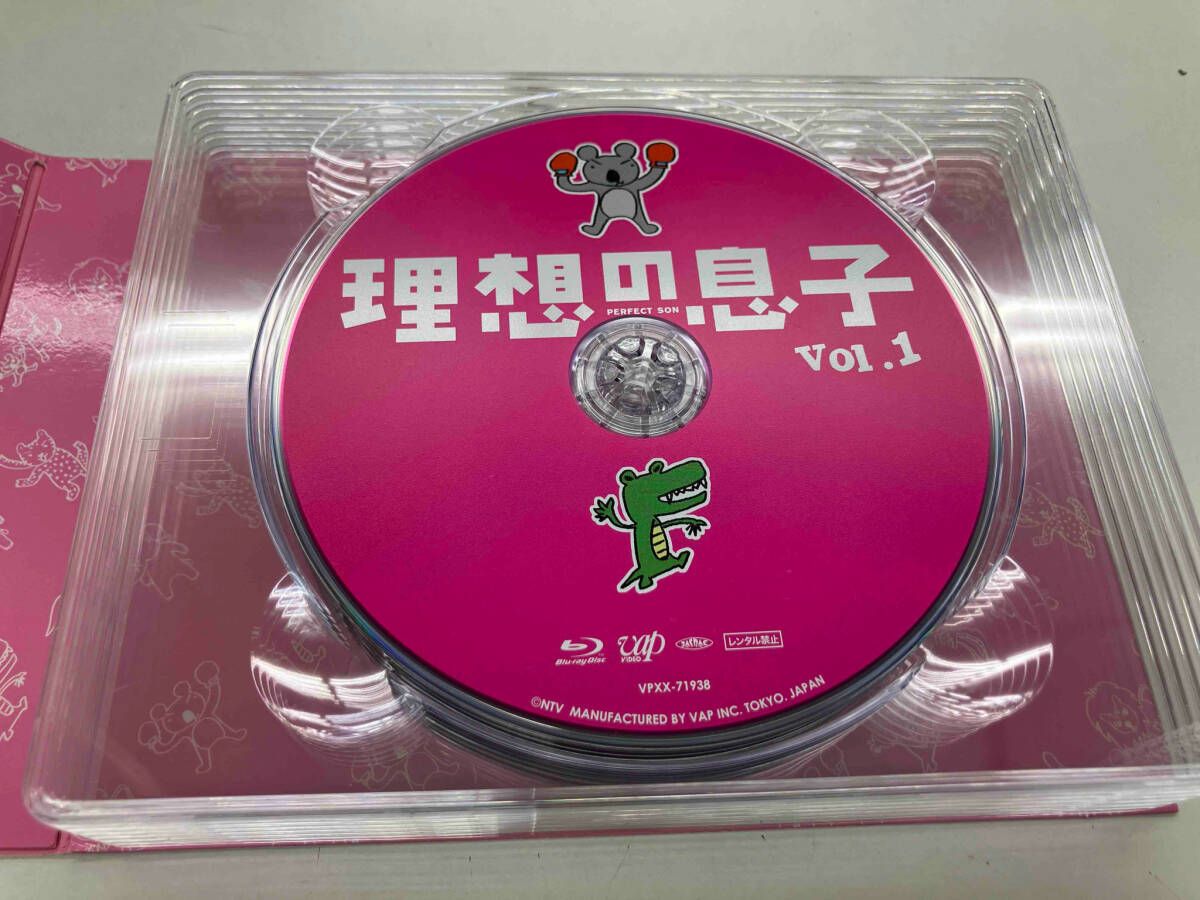 理想の息子
PERFECT SON
Vol.1
Blu-ray Disc
vap
VIDEO
レンタル禁止
VPXX-71938
©NTV MANUFACTURED BY VAP INC. TOKYO. JAPAN